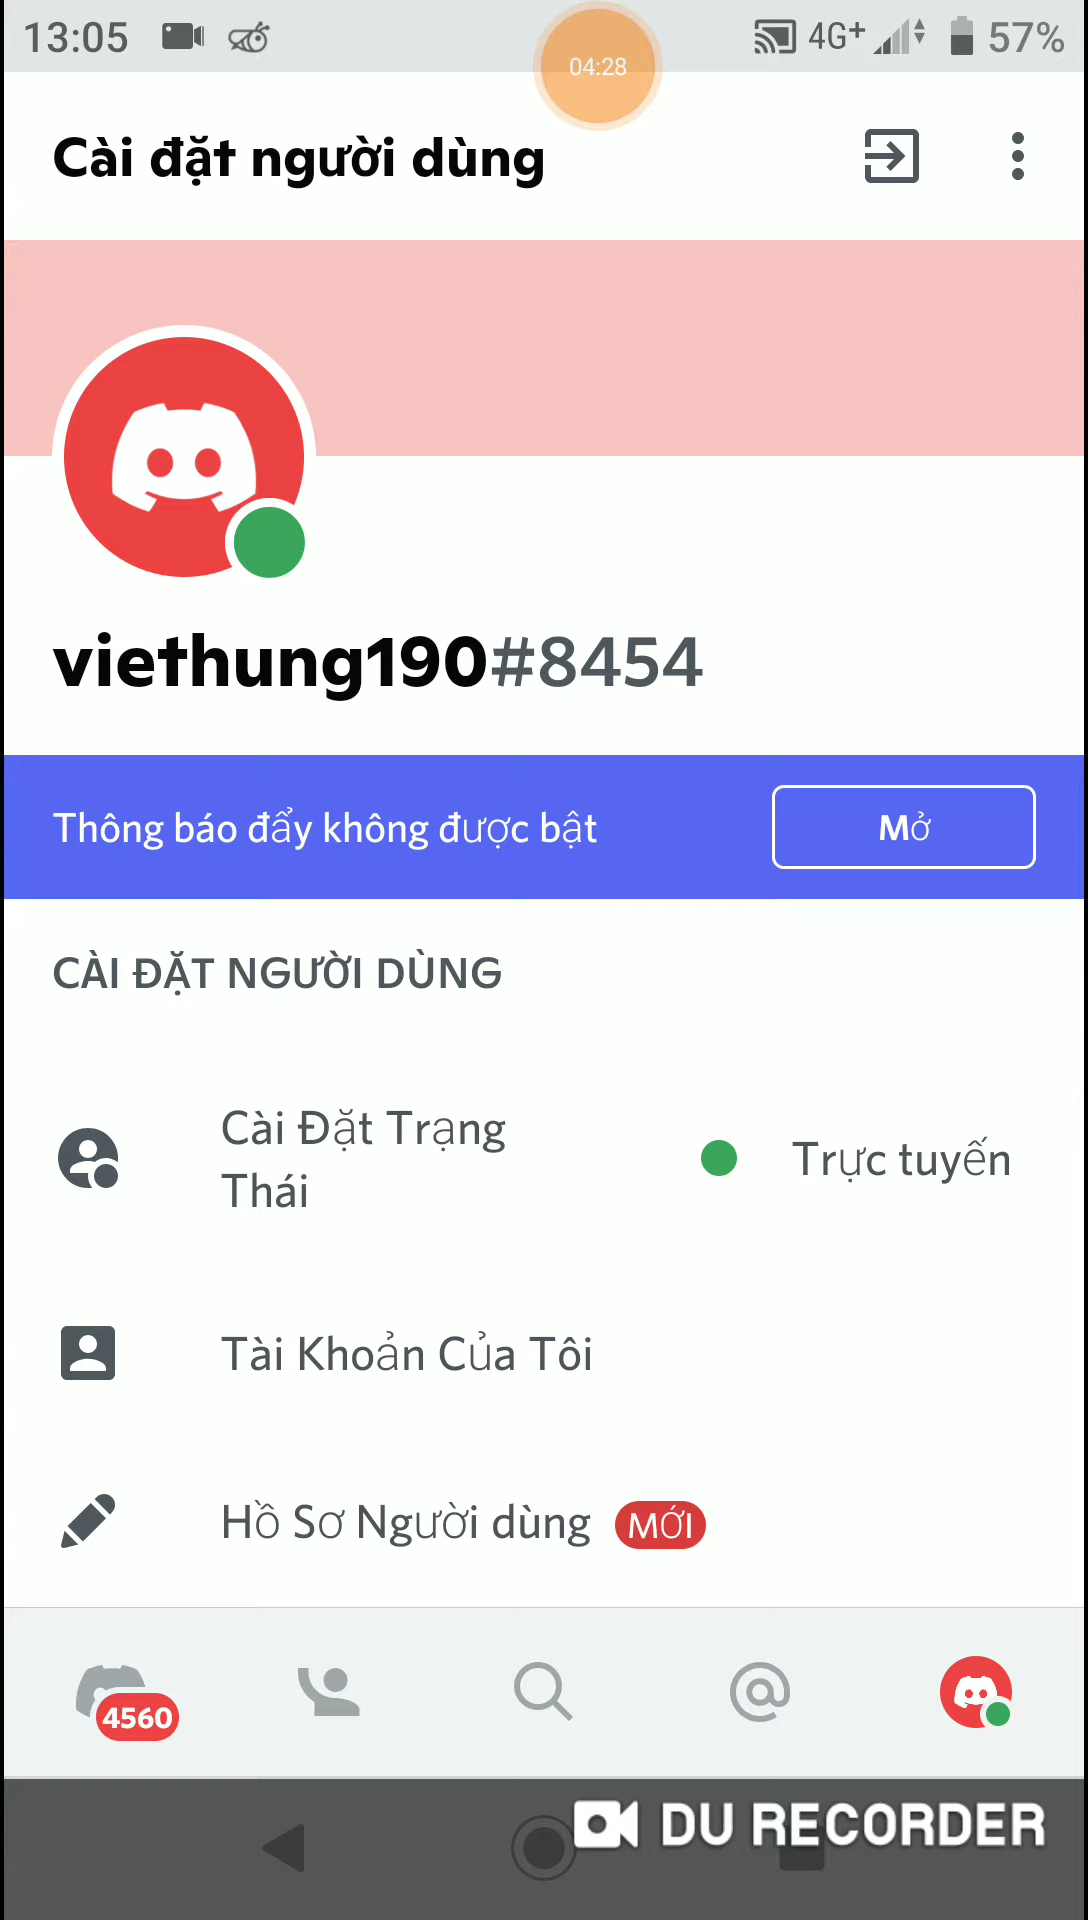 13:05
04:28
4G+
57%
Cài đặt người dùng
viethung190#8454
Thông báo đẩy không được bật
Mở
CÀI ĐẶT NGƯỜI DÙNG
Cài Đặt Trạng
Thái
Trực tuyến
Tài Khoản Của Tôi
Hồ Sơ Người dùng
MỚI
4560
@
DU RECORDER